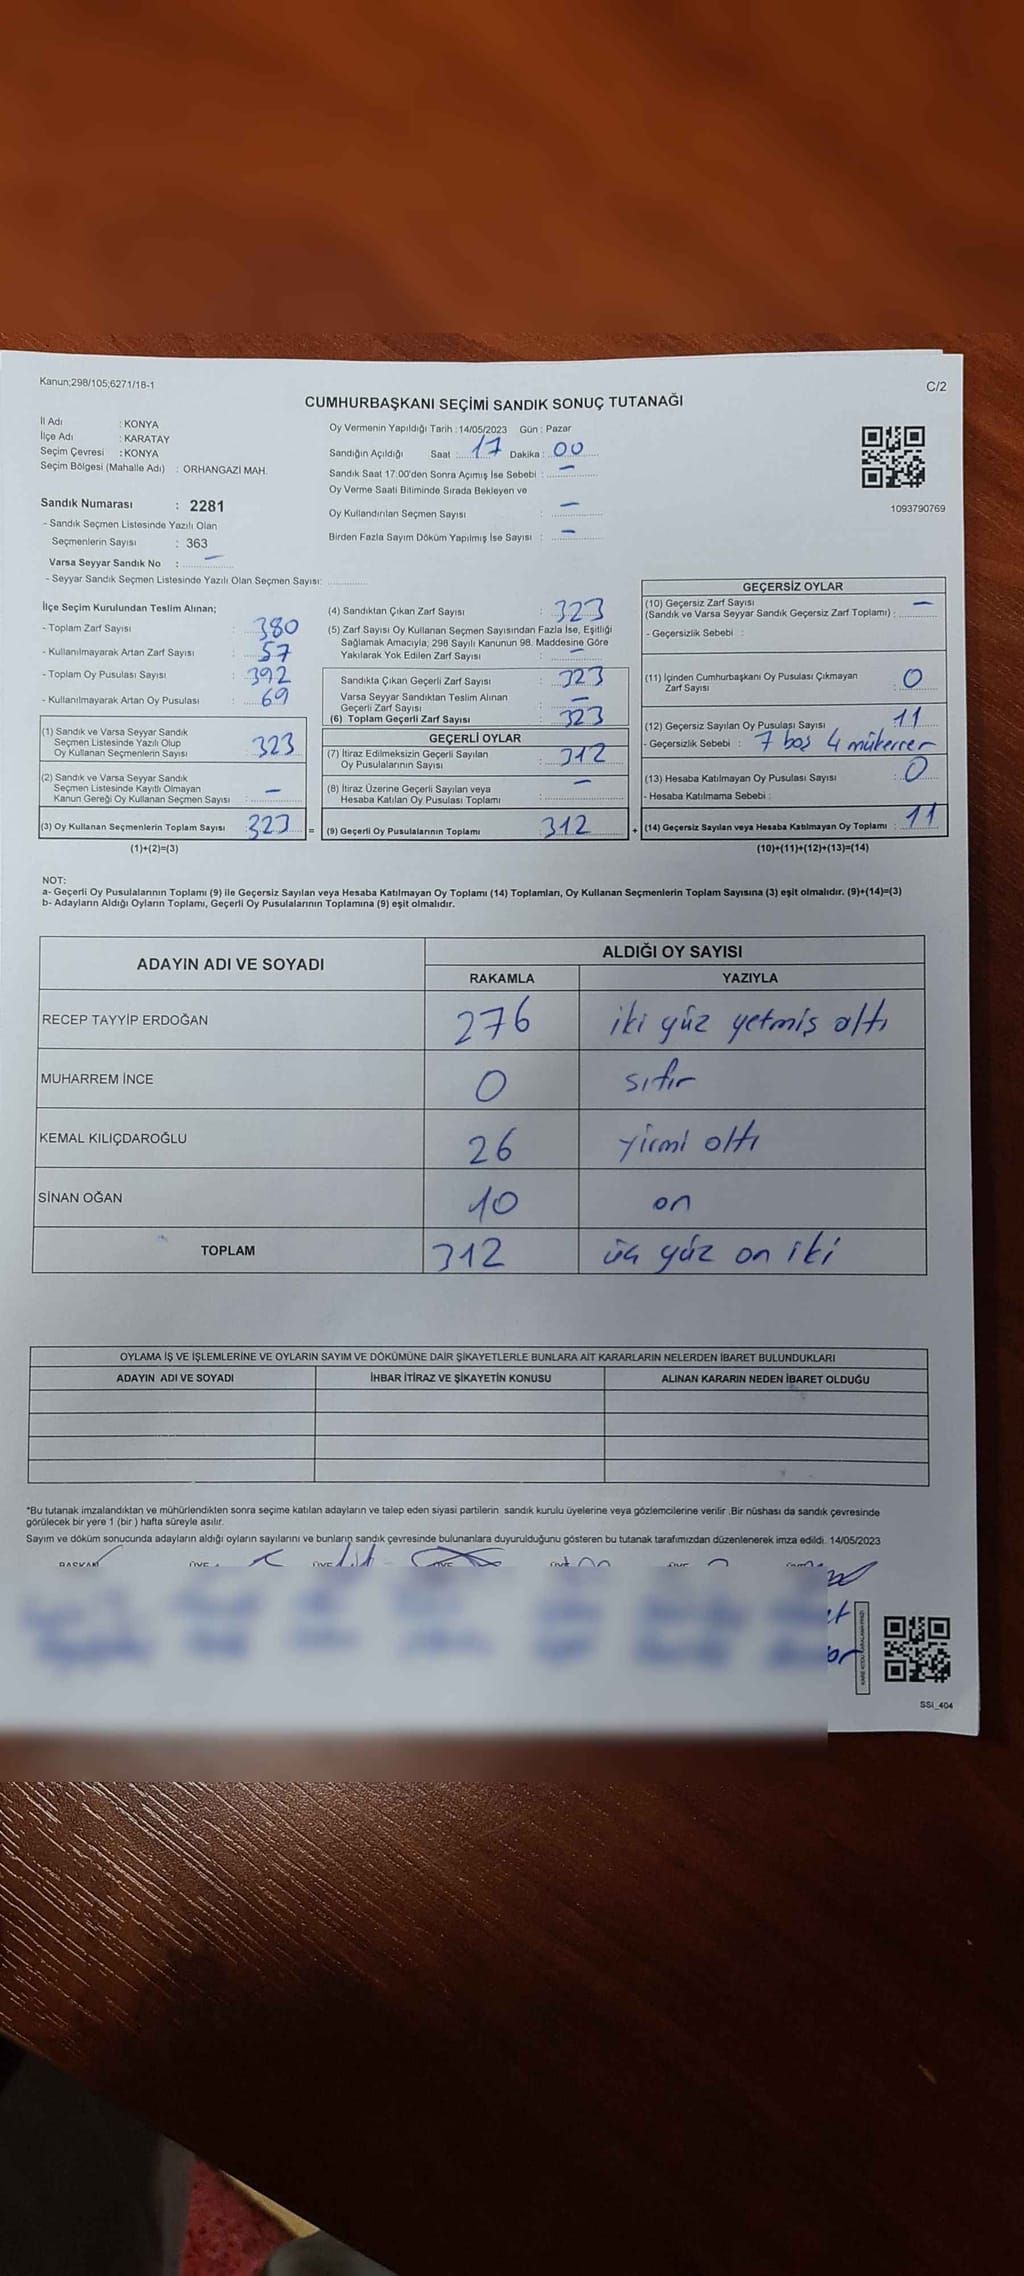 Kanun;298/105;6271/18-1
C/2
CUMHURBAŞKANI SEÇİMİ SANDIK SONUÇ TUTANAĞI
İl Adı : KONYA
İlçe Adı : KARATAY
Seçim Çevresi : KONYA
Seçim Bölgesi (Mahalle Adı) : ORHANGAZİ MAH.
Sandık Numarası : 2281
- Sandık Seçmen Listesinde Yazılı Olan
Seçmenlerin Sayısı : 363
Varsa Seyyar Sandık No : —
- Seyyar Sandık Seçmen Listesinde Yazılı Olan Seçmen Sayısı:
Oy Vermenin Yapıldığı Tarih : 14/05/2023 Gün : Pazar
Sandığın Açıldığı Saat : 17 Dakika : 00
Sandık Saat 17:00'den Sonra Açımış İse Sebebi : —
Oy Verme Saati Bitiminde Sırada Bekleyen ve
Oy Kullandırılan Seçmen Sayısı : —
Birden Fazla Sayım Döküm Yapılmış İse Sayısı : —
1093790769
İlçe Seçim Kurulundan Teslim Alınan;
- Toplam Zarf Sayısı : 380
- Kullanılmayarak Artan Zarf Sayısı : 57
- Toplam Oy Pusulası Sayısı : 392
- Kullanılmayarak Artan Oy Pusulası : 69
(1) Sandık ve Varsa Seyyar Sandık
Seçmen Listesinde Yazılı Olup
Oy Kullanan Seçmenlerin Sayısı 323
(2) Sandık ve Varsa Seyyar Sandık
Seçmen Listesinde Kayıtlı Olmayan
Kanun Gereği Oy Kullanan Seçmen Sayısı : —
(3) Oy Kullanan Seçmenlerin Toplam Sayısı 323 =
(1)+(2)=(3)
(4) Sandıktan Çıkan Zarf Sayısı : 323
(5) Zarf Sayısı Oy Kullanan Seçmen Sayısından Fazla İse, Eşitliği
Sağlamak Amacıyla; 298 Sayılı Kanunun 98. Maddesine Göre
Yakılarak Yok Edilen Zarf Sayısı : —
Sandıkta Çıkan Geçerli Zarf Sayısı : 323
Varsa Seyyar Sandıktan Teslim Alınan
Geçerli Zarf Sayısı : —
(6) Toplam Geçerli Zarf Sayısı : 323
GEÇERLİ OYLAR
(7) İtiraz Edilmeksizin Geçerli Sayılan
Oy Pusulalarının Sayısı : 312
(8) İtiraz Üzerine Geçerli Sayılan veya
Hesaba Katılan Oy Pusulası Toplamı : —
(9) Geçerli Oy Pusulalarının Toplamı 312 +
GEÇERSİZ OYLAR
(10) Geçersiz Zarf Sayısı —
(Sandık ve Varsa Seyyar Sandık Geçersiz Zarf Toplamı) :
- Geçersizlik Sebebi :
(11) İçinden Cumhurbaşkanı Oy Pusulası Çıkmayan
Zarf Sayısı : 0
(12) Geçersiz Sayılan Oy Pusulası Sayısı : 11
- Geçersizlik Sebebi : 7 boş 4 mükerrer
(13) Hesaba Katılmayan Oy Pusulası Sayısı : 0
- Hesaba Katılmama Sebebi :
(14) Geçersiz Sayılan veya Hesaba Katılmayan Oy Toplamı : 11
(10)+(11)+(12)+(13)=(14)
NOT:
a- Geçerli Oy Pusulalarının Toplamı (9) ile Geçersiz Sayılan veya Hesaba Katılmayan Oy Toplamı (14) Toplamları, Oy Kullanan Seçmenlerin Toplam Sayısına (3) eşit olmalıdır. (9)+(14)=(3)
b- Adayların Aldığı Oyların Toplamı, Geçerli Oy Pusulalarının Toplamına (9) eşit olmalıdır.
ADAYIN ADI VE SOYADI ALDIĞI OY SAYISI
RAKAMLA YAZIYLA
RECEP TAYYİP ERDOĞAN 276 iki yüz yetmiş altı
MUHARREM İNCE 0 sıfır
KEMAL KILIÇDAROĞLU 26 yirmi altı
SİNAN OĞAN 10 on
TOPLAM 312 üç yüz on iki
OYLAMA İŞ VE İŞLEMLERİNE VE OYLARIN SAYIM VE DÖKÜMÜNE DAİR ŞİKAYETLERLE BUNLARA AİT KARARLARIN NELERDEN İBARET BULUNDUKLARI
ADAYIN ADI VE SOYADI İHBAR İTİRAZ VE ŞİKAYETİN KONUSU ALINAN KARARIN NEDEN İBARET OLDUĞU
*Bu tutanak imzalandıktan ve mühürlendikten sonra seçime katılan adayların ve talep eden siyasi partilerin sandık kurulu üyelerine veya gözlemcilerine verilir. Bir nüshası da sandık çevresinde
görülecek bir yere 1 (bir) hafta süreyle asılır.
Sayım ve döküm sonucunda adayların aldığı oyların sayılarını ve bunların sandık çevresinde bulunanlara duyurulduğunu gösteren bu tutanak tarafımızdan düzenlenerek imza edildi. 14/05/2023
BAŞKAN ÜYE ÜYE ÜYE ÜYE ÜYE
SSİ_404